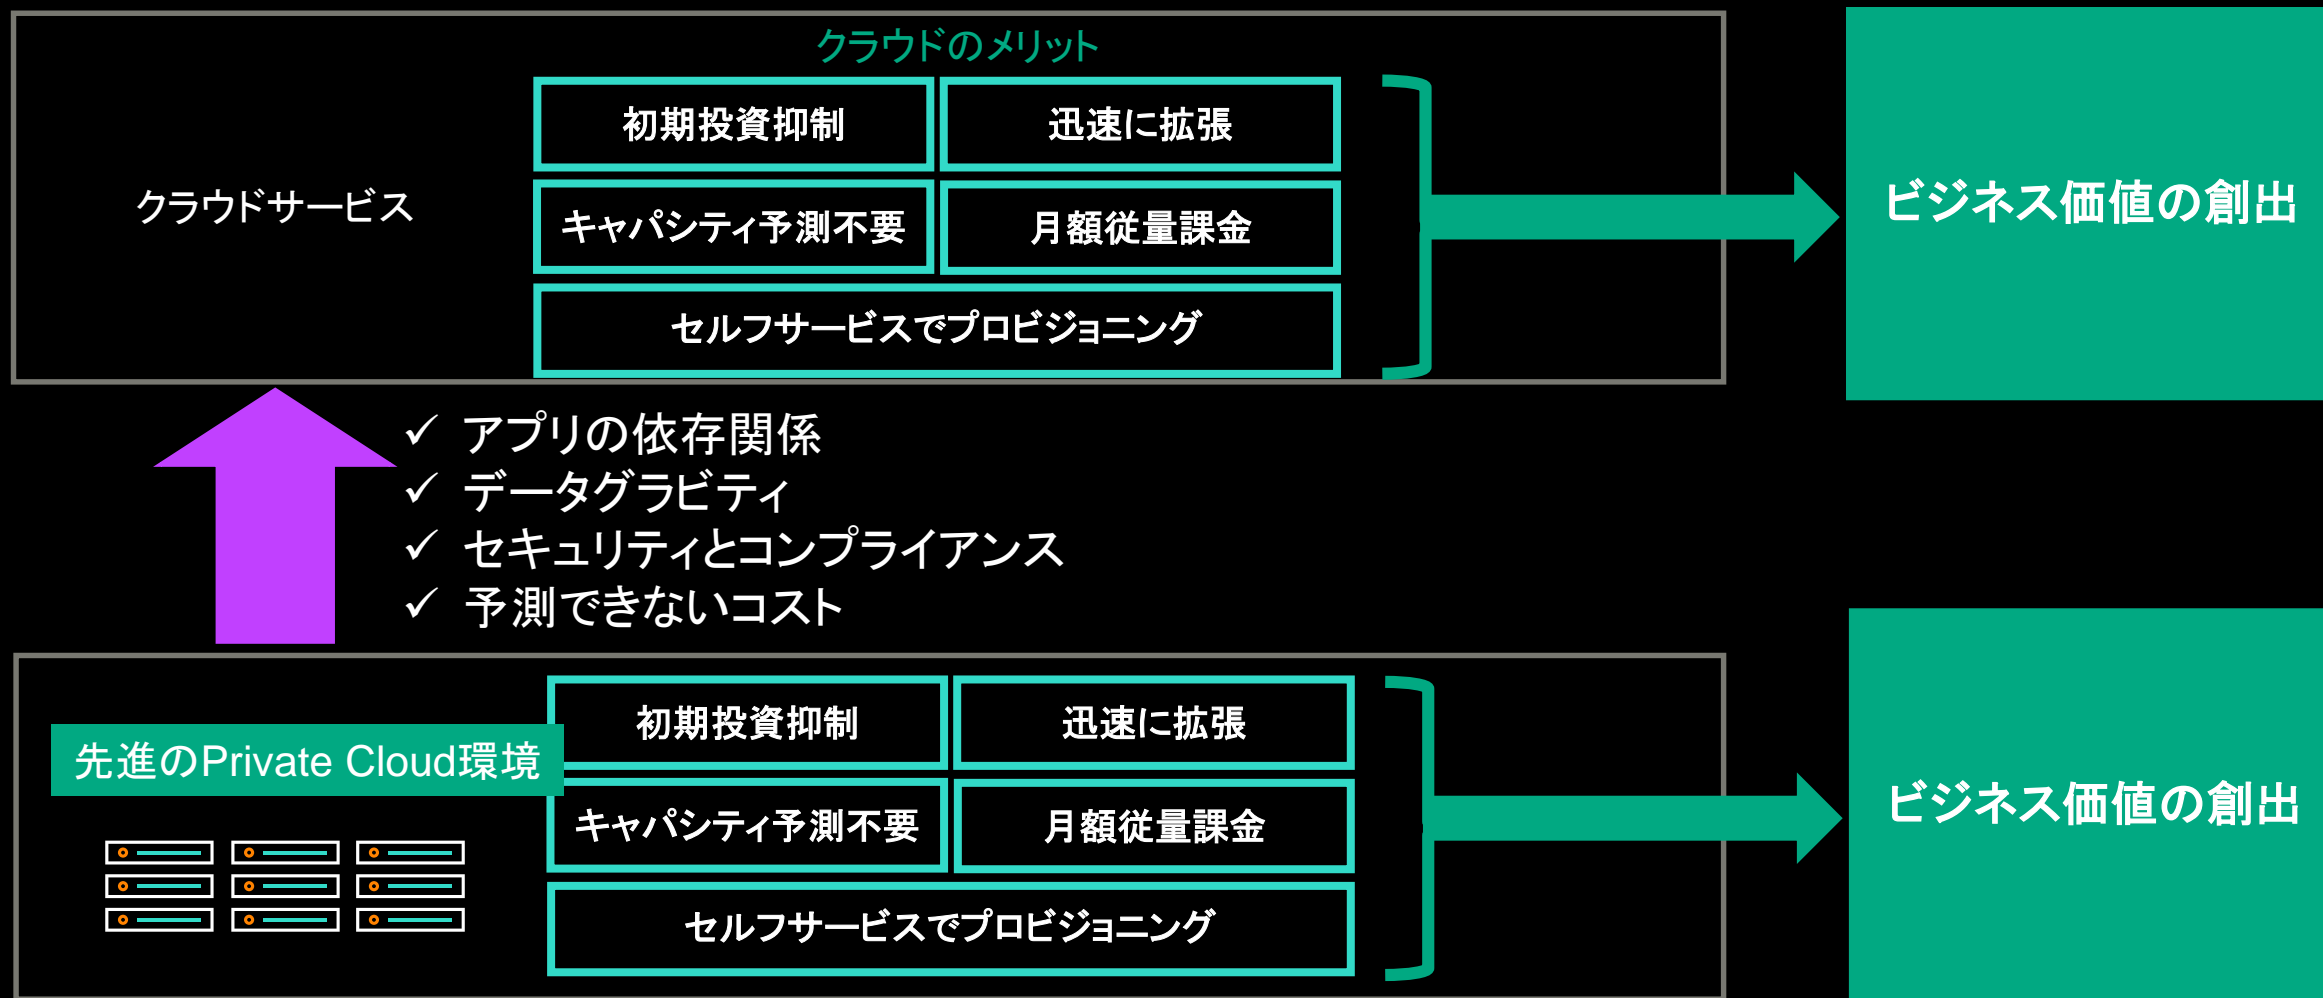 クラウドのメリット
クラウドサービス
初期投資抑制
迅速に拡張
キャパシティ予測不要
月額従量課金
セルフサービスでプロビジョニング
ビジネス価値の創出
✓ アプリの依存関係
✓ データグラビティ
✓ セキュリティとコンプライアンス
✓ 予測できないコスト
先進のPrivate Cloud環境
初期投資抑制
迅速に拡張
キャパシティ予測不要
月額従量課金
セルフサービスでプロビジョニング
ビジネス価値の創出